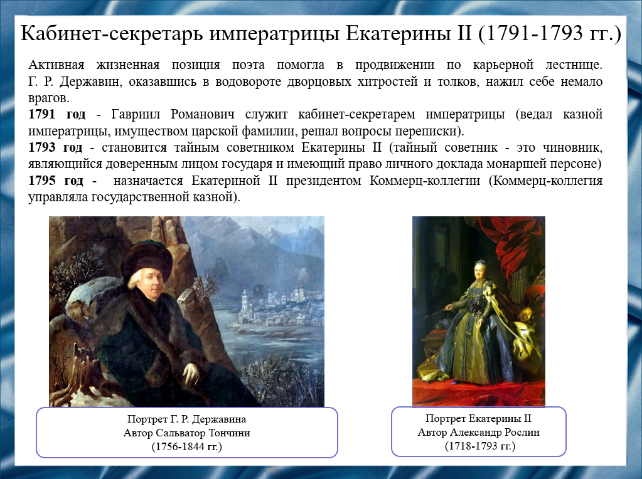 Кабинет-секретарь императрицы Екатерины II (1791-1793 гг.)
Активная жизненная позиция поэта помогла в продвижении по карьерной лестнице.
Г. Р. Державин, оказавшись в водовороте дворцовых хитростей и толков, нажил себе немало
врагов.
1791 год - Гавриил Романович служит кабинет-секретарем императрицы (ведал казной
императрицы, имуществом царской фамилии, решал вопросы переписки).
1793 год - становится тайным советником Екатерины II (тайный советник - это чиновник,
являющийся доверенным лицом государя и имеющий право личного доклада монаршей персоне)
1795 год - назначается Екатериной II президентом Коммерц-коллегии (Коммерц-коллегия
управляла государственной казной).
Портрет Г. Р. Державина
Автор Сальватор Тончини
(1756-1844 гг.)
Портрет Екатерины II
Автор Александр Рослин
(1718-1793 гг.)